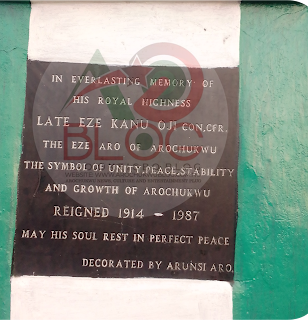 IN EVERLASTING MEMORY OF
HIS ROYAL HIGHNESS
LATE EZE KANU OJI CON,CFR,
THE EZE ARO OF AROCHUKWU
THE SYMBOL OF UNITY,PEACE,STABILITY
AND GROWTH OF AROCHUKWU
REIGNED 1914 - 1987
MAY HIS SOUL REST IN PERFECT PEACE
DECORATED BY ARUNSI ARO.
BLOG